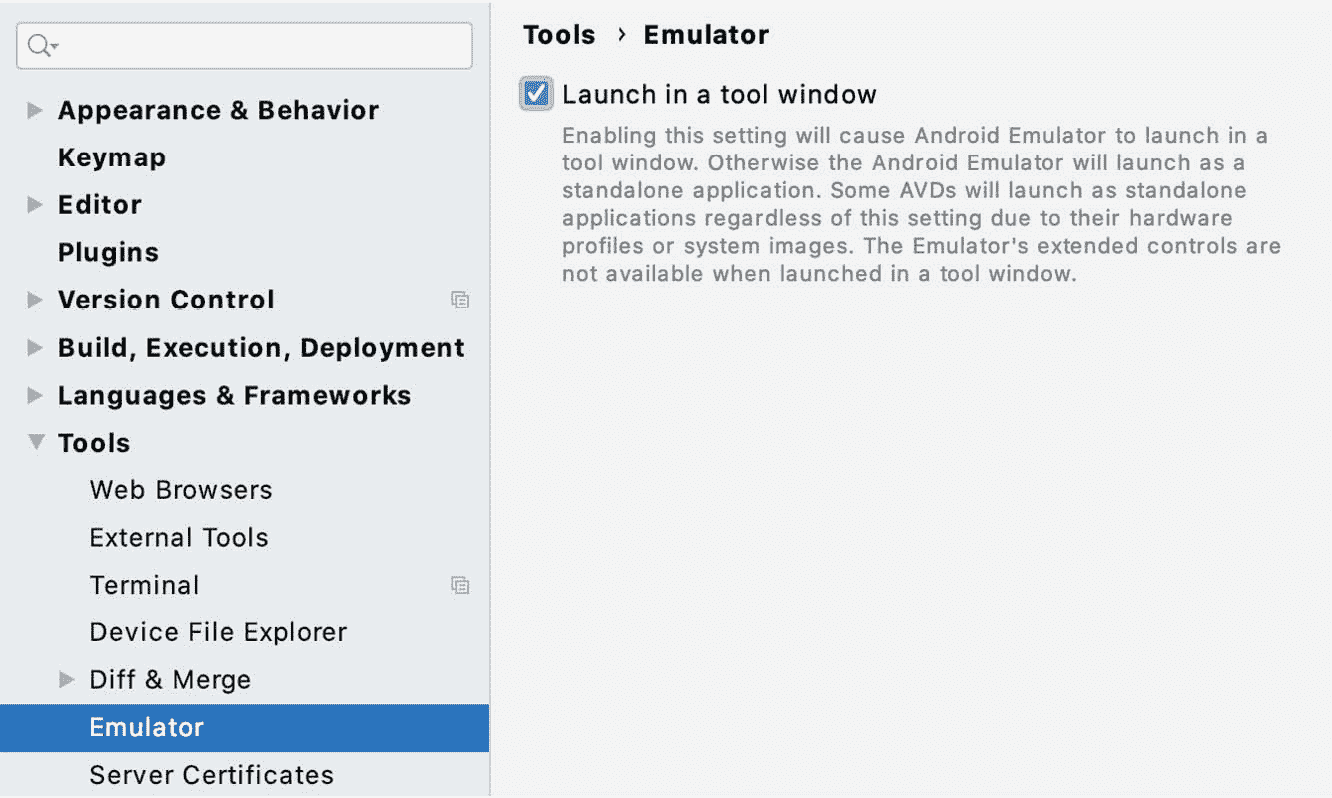 Appearance & Behavior
Keymap
Editor
Plugins
Version Control
Build, Execution, Deployment
Languages & Frameworks
Tools
Web Browsers
External Tools
Terminal
Device File Explorer
Diff & Merge
Emulator
Server Certificates
Tools › Emulator
Launch in a tool window
Enabling this setting will cause Android Emulator to launch in a
tool window. Otherwise the Android Emulator will launch as a
standalone application. Some AVDs will launch as standalone
applications regardless of this setting due to their hardware
profiles or system images. The Emulator's extended controls are
not available when launched in a tool window.